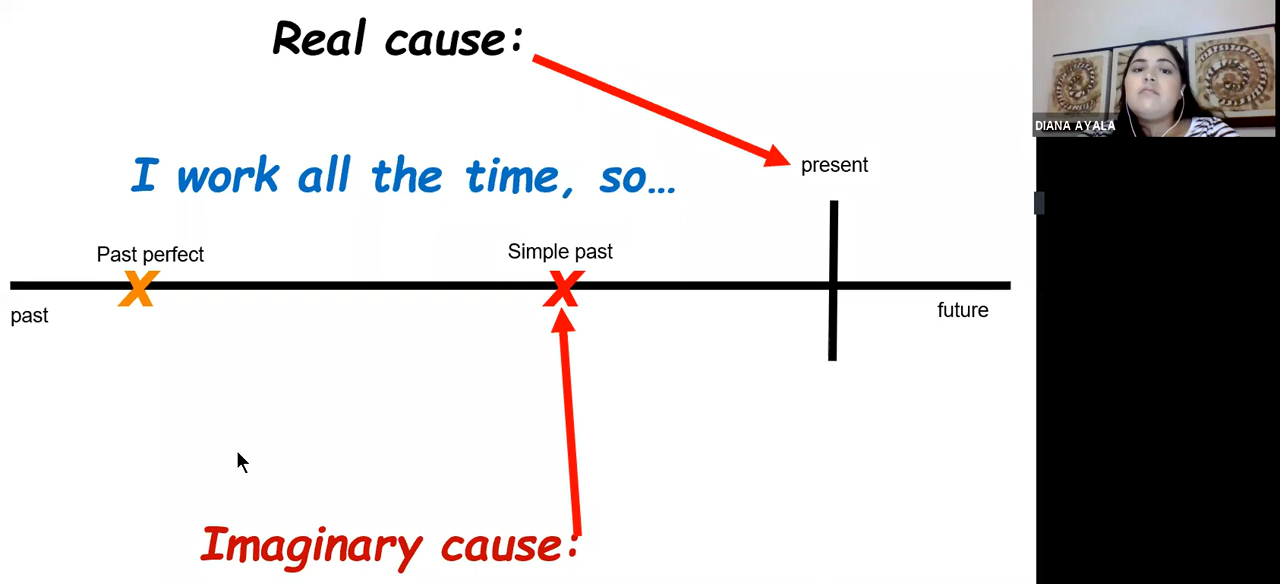 Real cause:
DIANA AYALA
present
I work all the time, so...
Past perfect
Simple past
past
future
Imaginary cause: